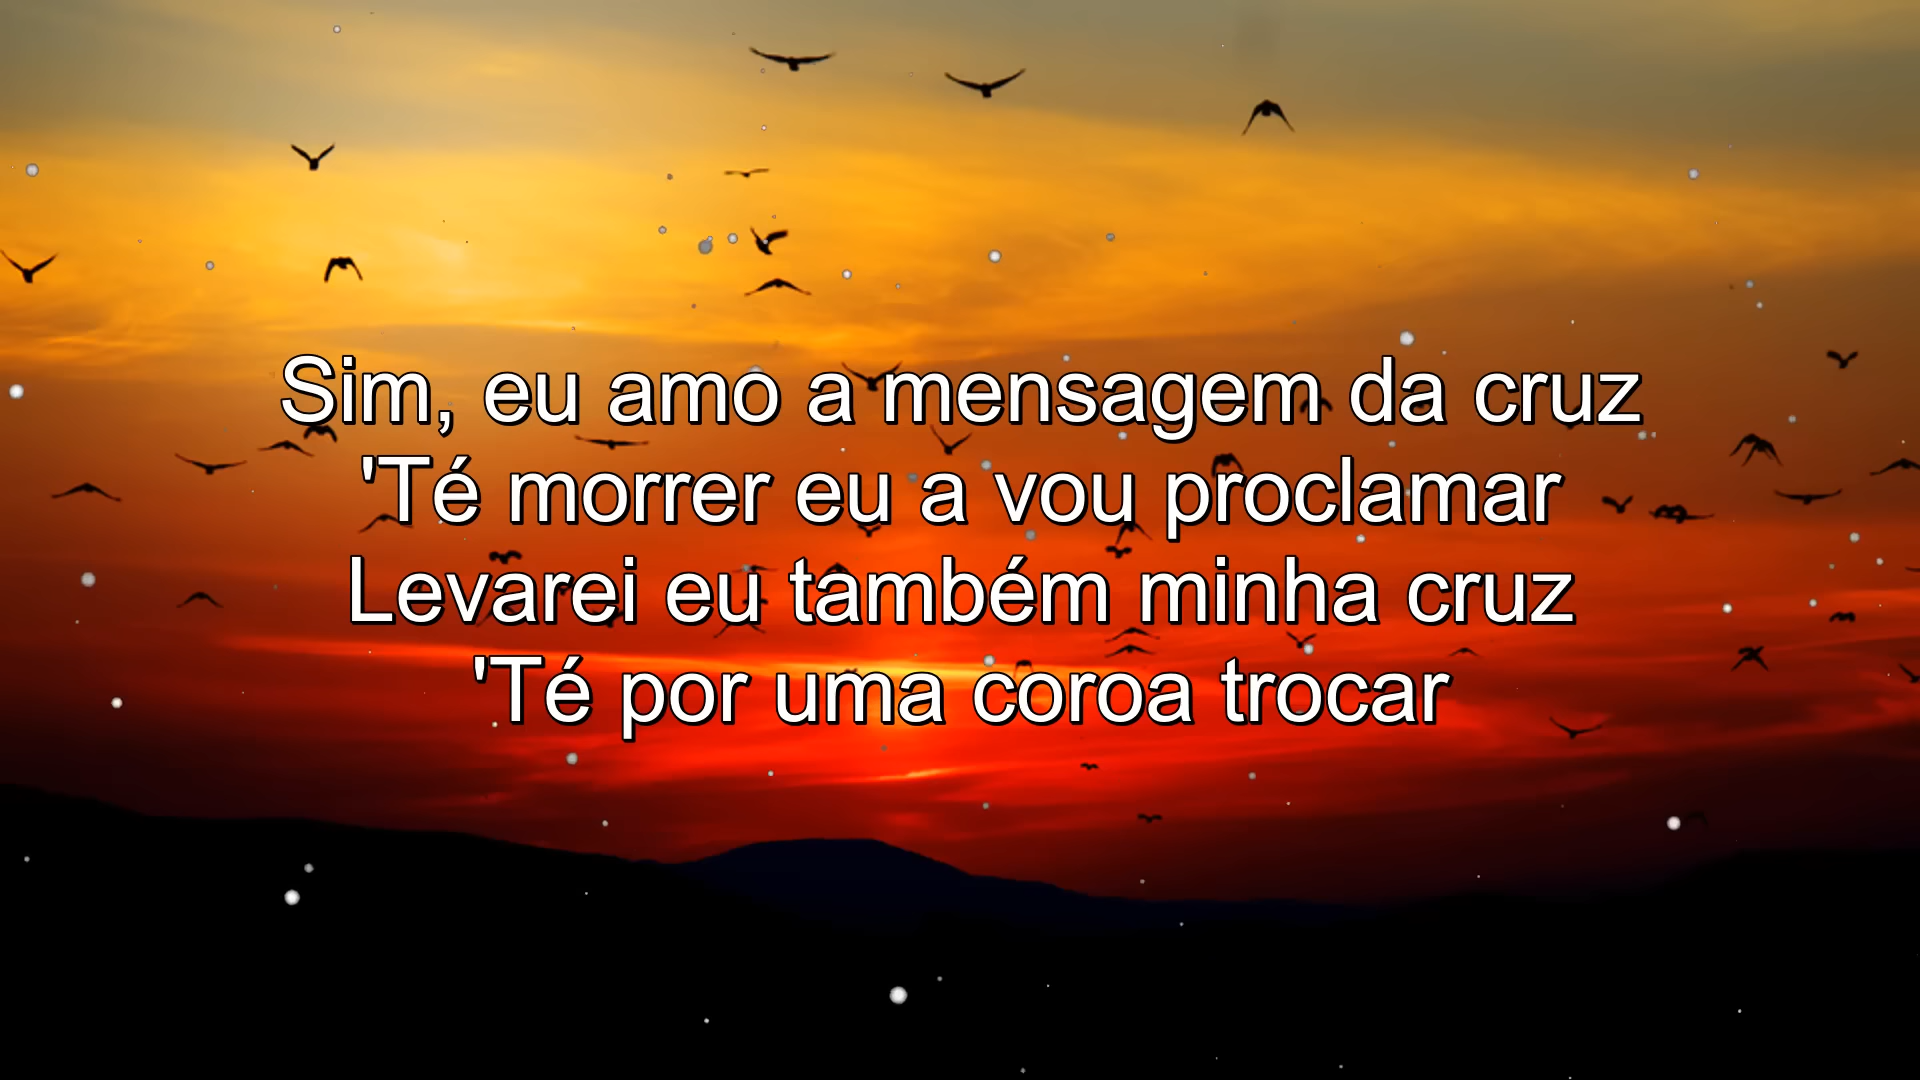 Sim, eu amo a mensagem da cruz
'Té morrer eu a vou proclamar
Levarei eu também minha cruz
'Té por uma coroa trocar